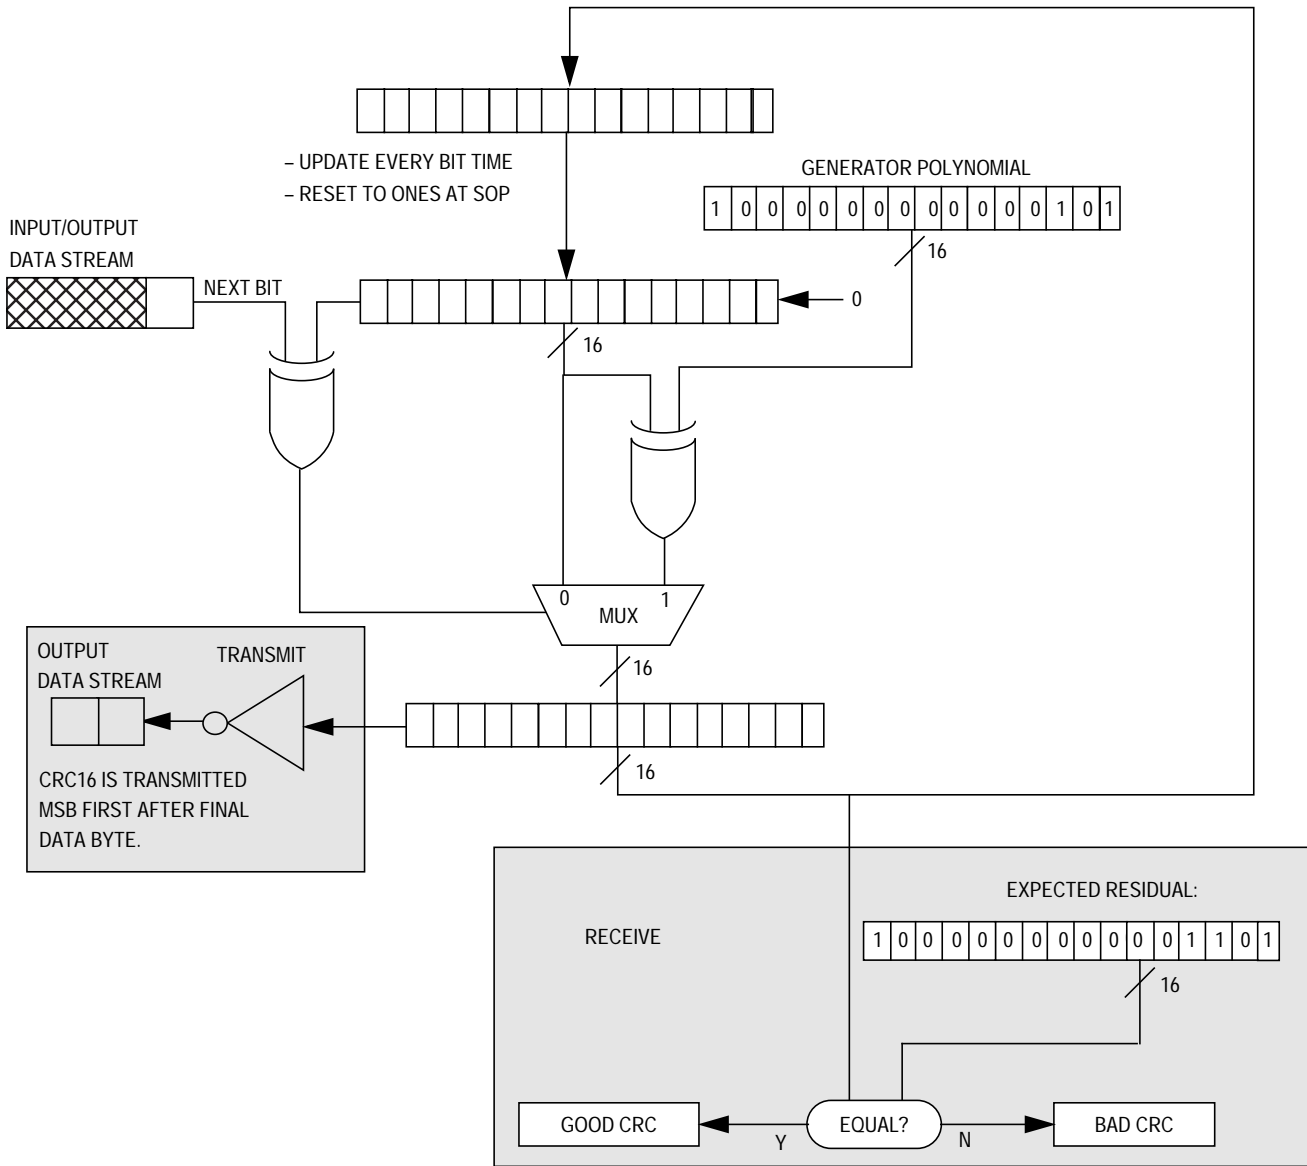 – UPDATE EVERY BIT TIME
– RESET TO ONES AT SOP
GENERATOR POLYNOMIAL
1 0 0 0 0 0 0 0 0 0 0 0 0 1 0 1
16
INPUT/OUTPUT
DATA STREAM
NEXT BIT
0
16
0
1
MUX
16
OUTPUT
DATA STREAM
TRANSMIT
16
CRC16 IS TRANSMITTED
MSB FIRST AFTER FINAL
DATA BYTE.
EXPECTED RESIDUAL:
RECEIVE
1 0 0 0 0 0 0 0 0 0 0 0 1 1 0 1
16
GOOD CRC
Y
EQUAL?
N
BAD CRC